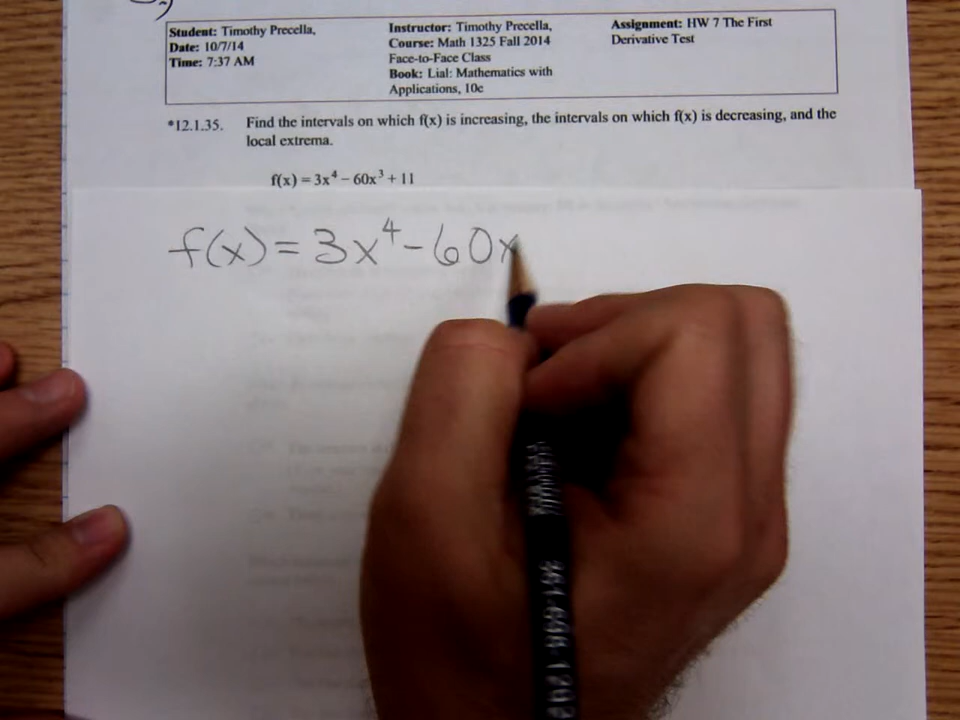 Student: Timothy Precella,
Date: 10/7/14
Time: 7:37 AM
Instructor: Timothy Precella,
Course: Math 1325 Fall 2014
Face-to-Face Class
Book: Lial: Mathematics with
Applications, 10e
Assignment: HW 7 The First
Derivative Test
*12.1.35. Find the intervals on which f(x) is increasing, the intervals on which f(x) is decreasing, and the
local extrema.
f(x) = 3x⁴ – 60x³ + 11
f(x) = 3x⁴ – 60x